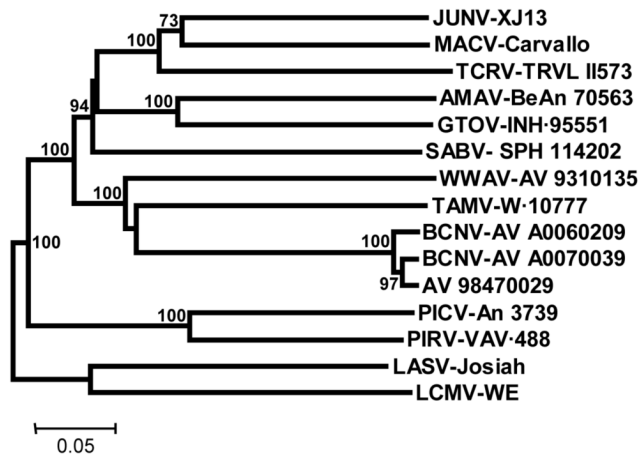 73
JUNV-XJ13
100
MACV-Carvallo
TCRV-TRVL II573
94
100
AMAV-BeAn 70563
GTOV-INH·95551
100
SABV- SPH 114202
100
WWAV-AV 9310135
TAMV-W·10777
100
100
BCNV-AV A0060209
BCNV-AV A0070039
97
AV 98470029
100
PICV-An 3739
PIRV-VAV·488
LASV-Josiah
LCMV-WE
0.05